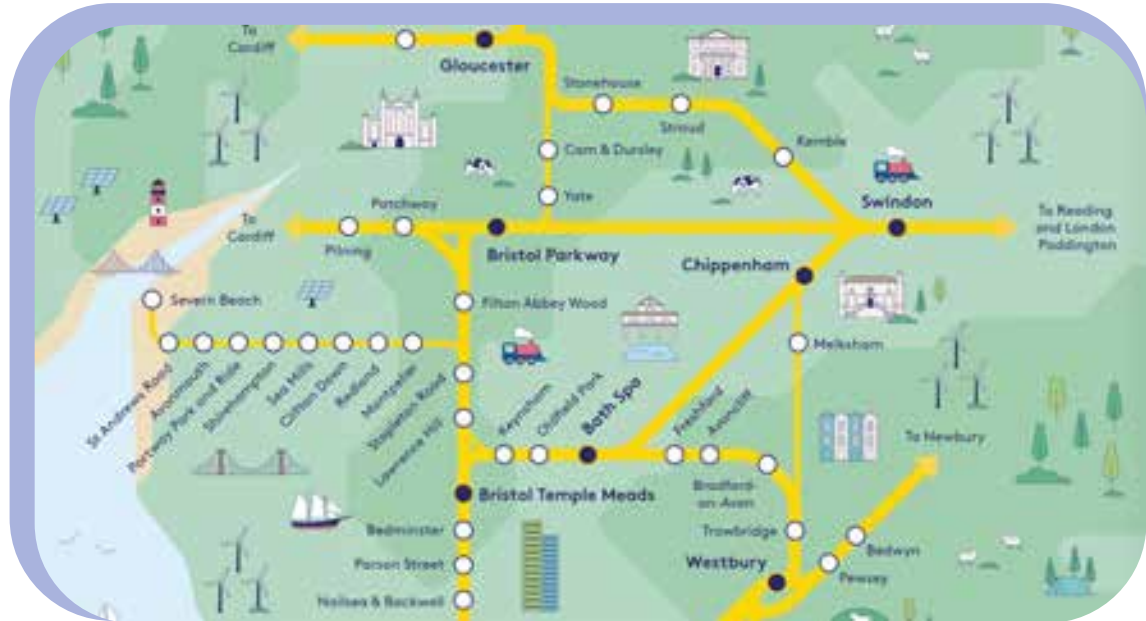 To
Cardiff
Gloucester
Stonehouse
Stroud
Cam & Dursley
Kemble
Yate
Swindon
Patchway
To
Cardiff
Pilning
Bristol Parkway
To Reading
and London
Paddington
Chippenham
Severn Beach
Filton Abbey Wood
Melksham
St Andrews Road
Avonmouth
Portway Park and Ride
Shirehampton
Sea Mills
Clifton Down
Redland
Montpelier
Stapleton Road
Lawrence Hill
Keynsham
Oldfield Park
Bath Spa
Freshford
Avoncliff
To Newbury
Bradford-
on-Avon
Bristol Temple Meads
Bedminster
Trowbridge
Parson Street
Bedwyn
Westbury
Pewsey
Nailsea & Backwell